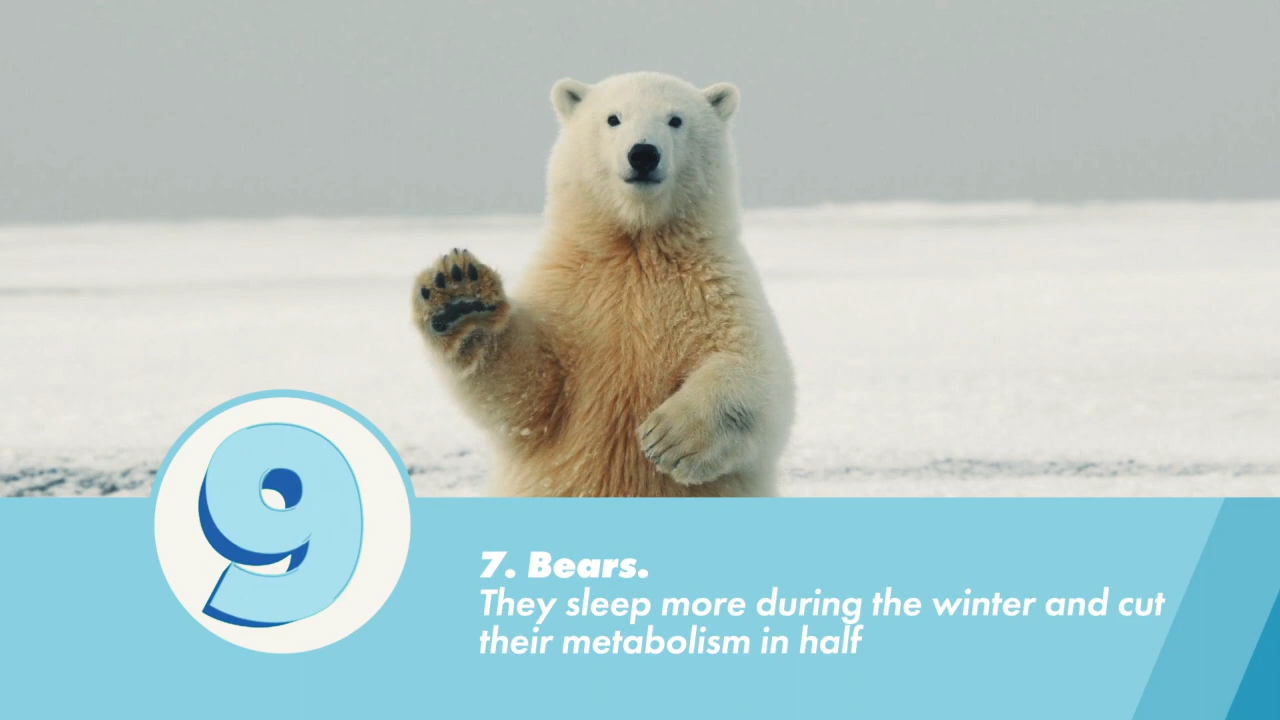 9
7. Bears.
They sleep more during the winter and cut
their metabolism in half